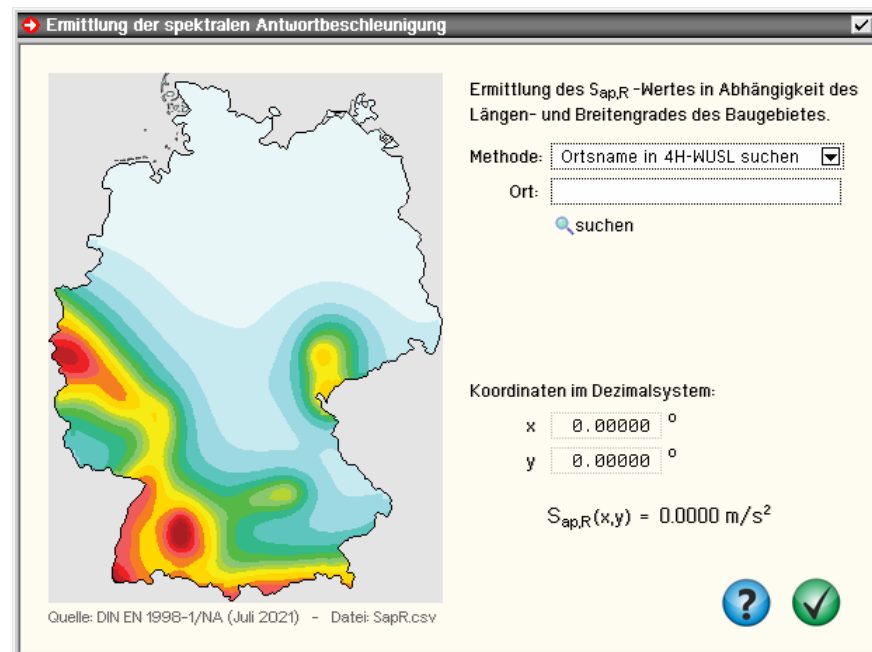 Ermittlung der spektralen Antwortbeschleunigung
Ermittlung des Sap,R -Wertes in Abhängigkeit des
Längen- und Breitengrades des Baugebietes.
Methode: Ortsname in 4H-WUSL suchen
Ort:
suchen
Koordinaten im Dezimalsystem:
x 0.00000 °
y 0.00000 °
Sap,R(x,y) = 0.0000 m/s²
?
Quelle: DIN EN 1998-1/NA (Juli 2021) - Datei: SapR.csv